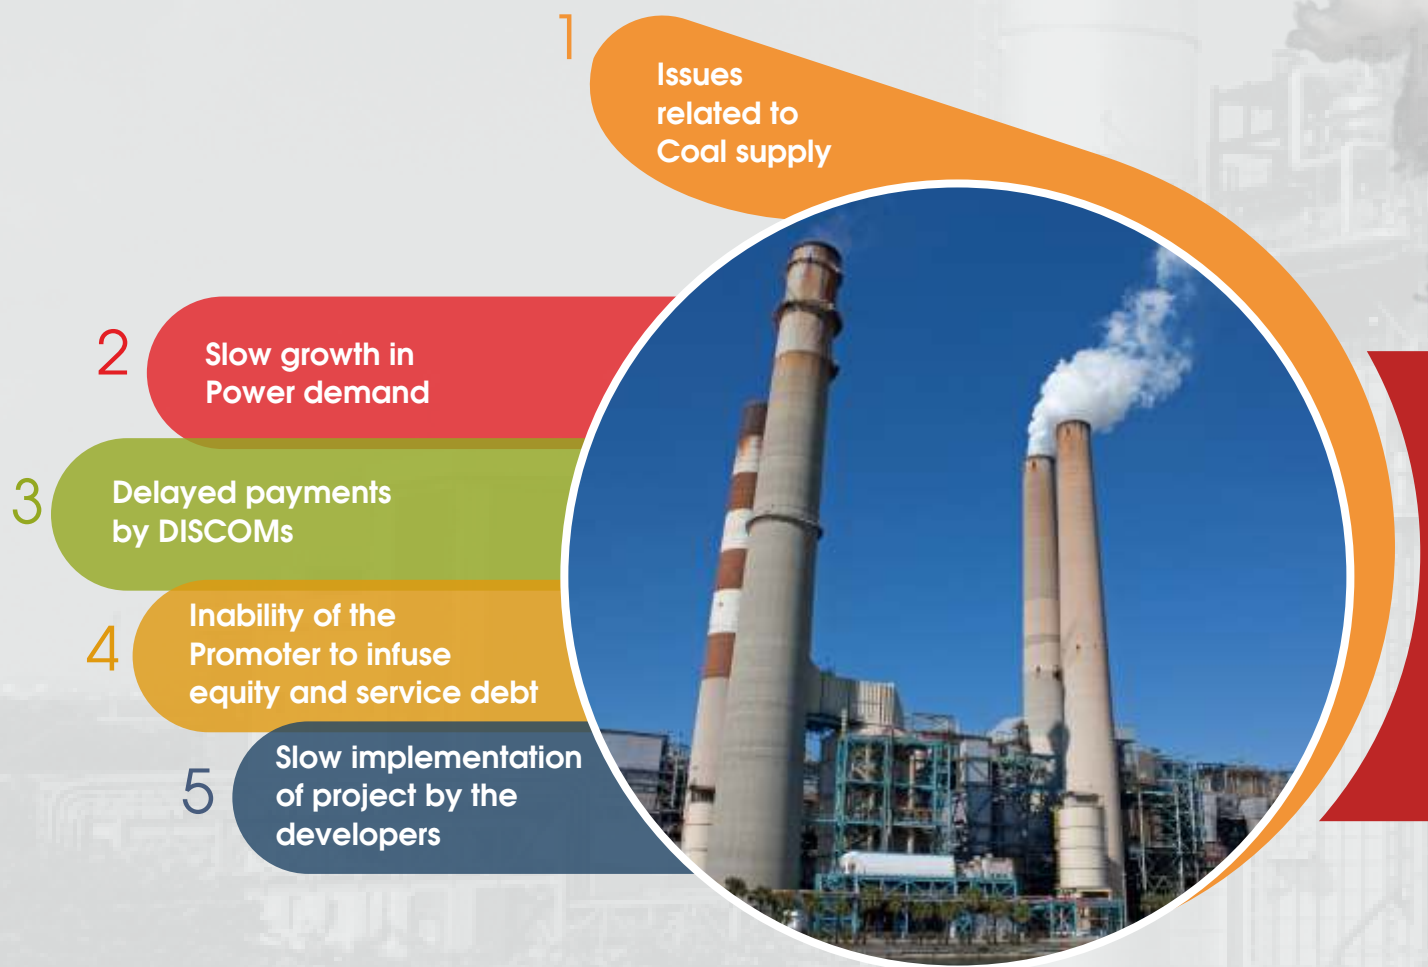 1
Issues
related to
Coal supply
2
Slow growth in
Power demand
3
Delayed payments
by DISCOMs
4
Inability of the
Promoter to infuse
equity and service debt
5
Slow implementation
of project by the
developers